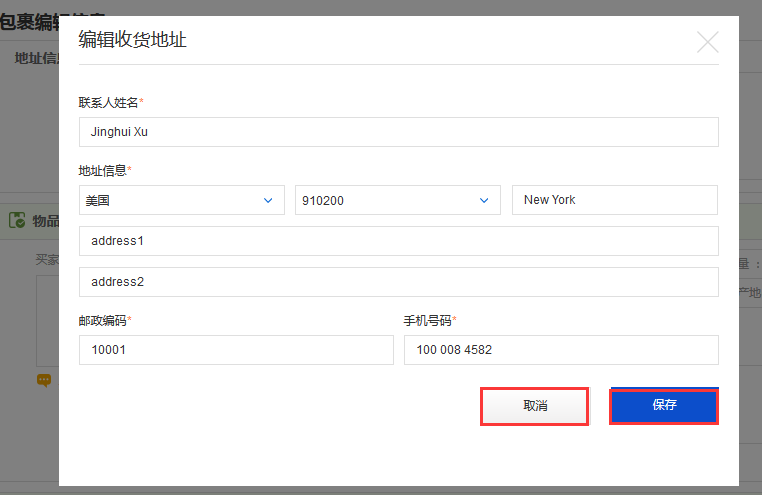 包裹编辑信息
编辑收货地址
地址信息
联系人姓名*
Jinghui Xu
地址信息*
美国 910200 New York
物品
address1
买家
量：
address2
产地
邮政编码* 手机号码*
10001 100 008 4582
取消 保存